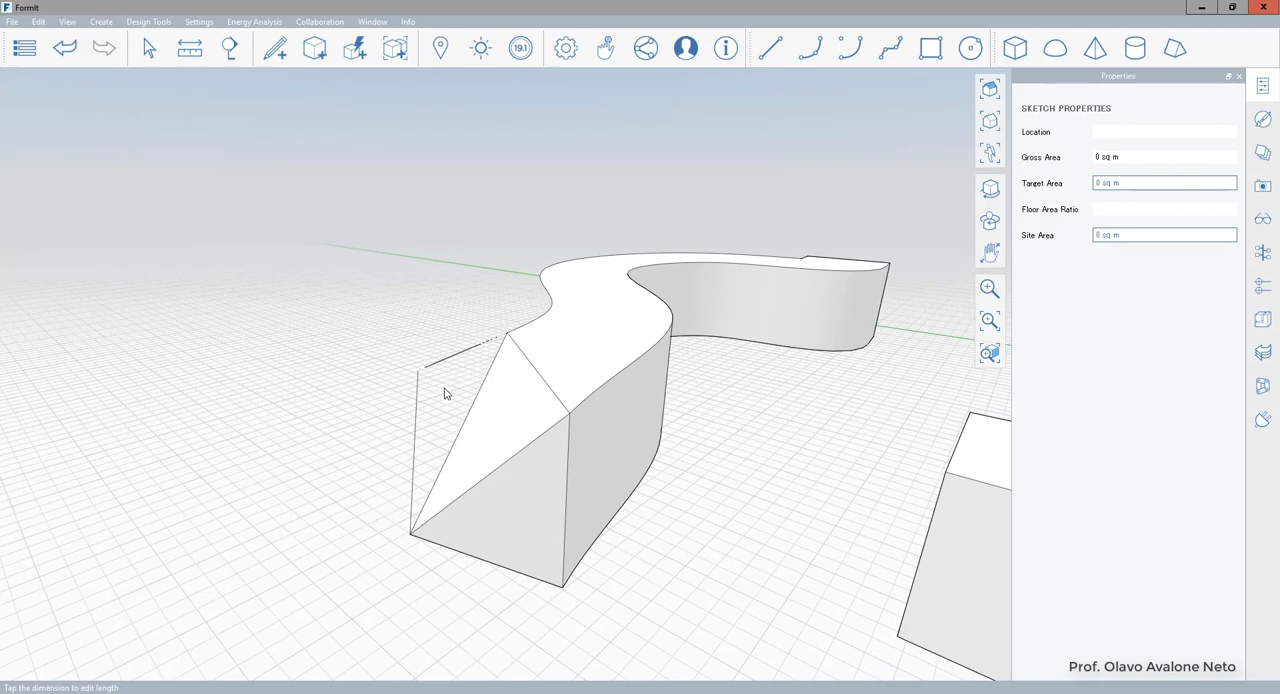 F FormIt
File Edit View Create Design Tools Settings Energy Analysis Collaboration Window Info
19.1
Properties
SKETCH PROPERTIES
Location
Gross Area 0 sq m
Target Area 0 sq m
Floor Area Ratio
Site Area 0 sq m
Prof. Olavo Avalone Neto
Tap the dimension to edit length